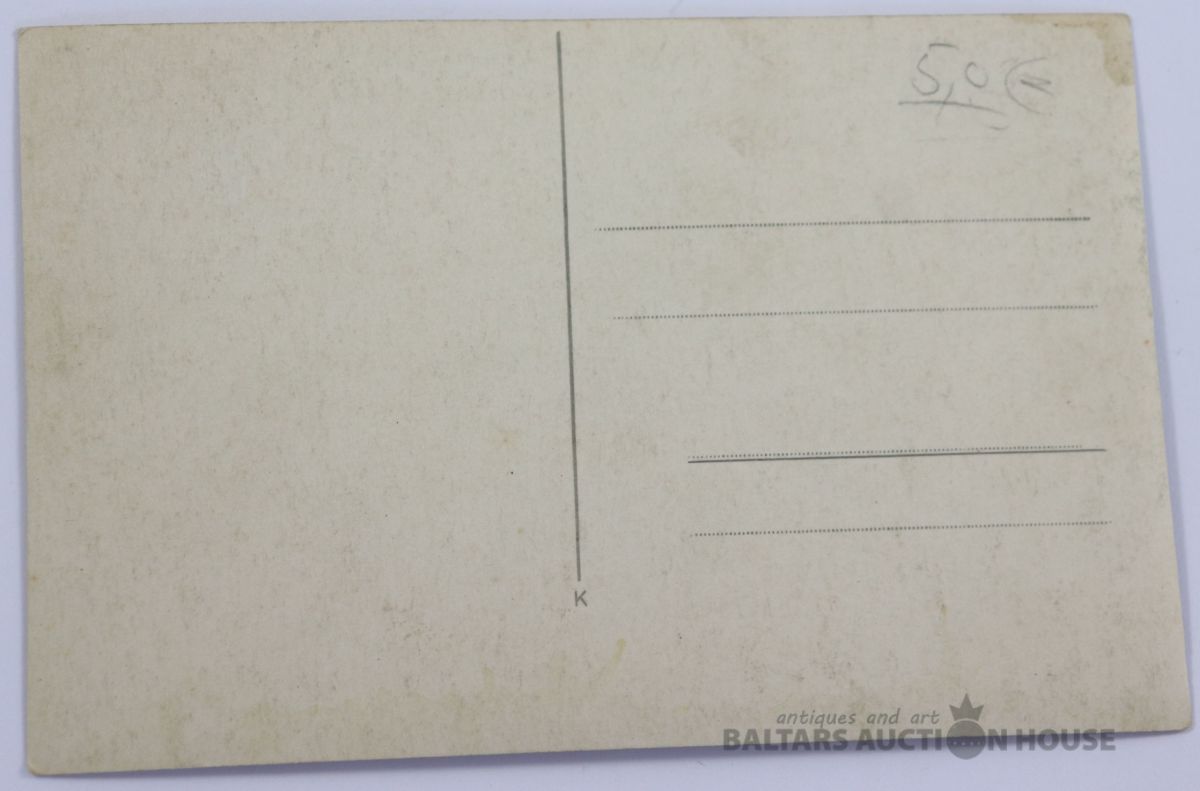 5,0 N
K
antiques and art
BALTARS AUCTION HOUSE